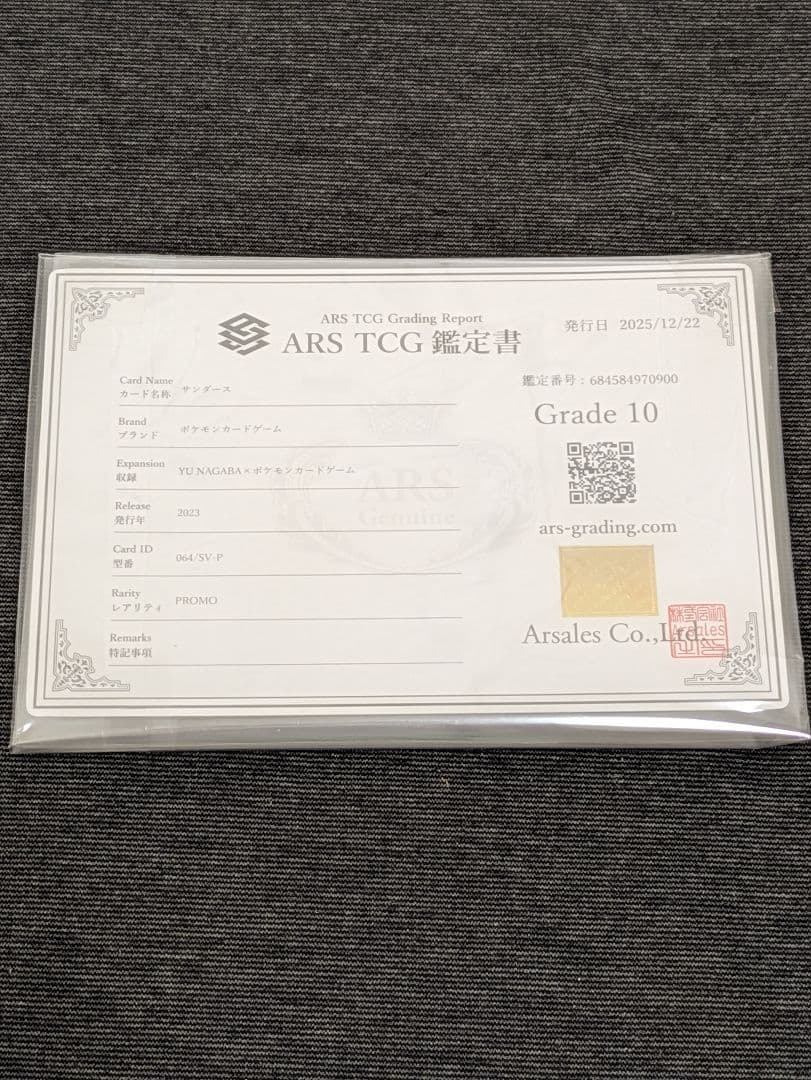 ARS TCG Grading Report
ARS TCG 鑑定書
発行日 2025/12/22
Card Name
カード名称 サンダース
Brand
ブランド ポケモンカードゲーム
Expansion
収録 YU NAGABA×ポケモンカードゲーム
Release
発行年 2023
Card ID
型番 064/SV-P
Rarity
レアリティ PROMO
Remarks
特記事項
鑑定番号：684584970900
Grade 10
ars-grading.com
Arsales Co.,Ltd.
ARS
Genuine
Arsales